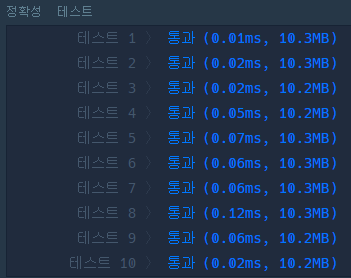 정확성 테스트
테스트 1 〉 통과 (0.01ms, 10.3MB)
테스트 2 〉 통과 (0.02ms, 10.3MB)
테스트 3 〉 통과 (0.02ms, 10.2MB)
테스트 4 〉 통과 (0.05ms, 10.2MB)
테스트 5 〉 통과 (0.07ms, 10.3MB)
테스트 6 〉 통과 (0.06ms, 10.3MB)
테스트 7 〉 통과 (0.06ms, 10.3MB)
테스트 8 〉 통과 (0.12ms, 10.3MB)
테스트 9 〉 통과 (0.06ms, 10.2MB)
테스트 10 〉 통과 (0.02ms, 10.2MB)